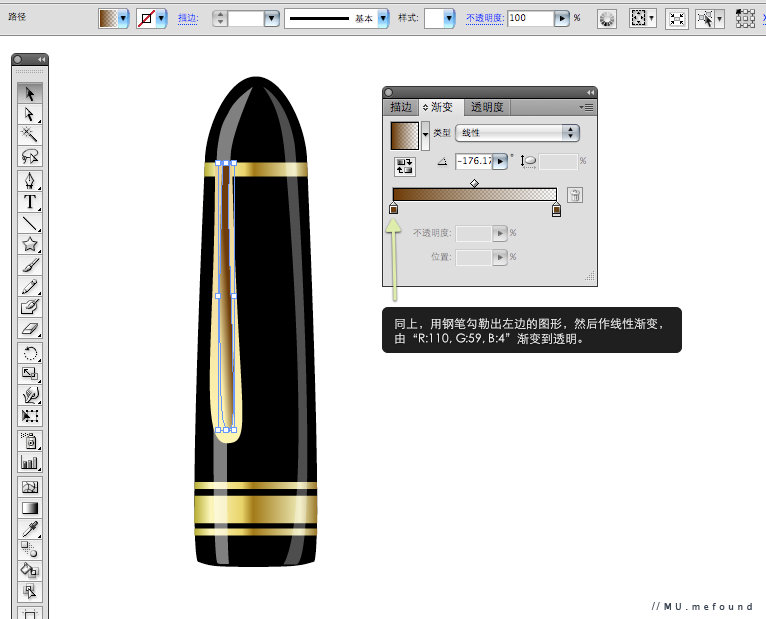 路径
描边:
基本
样式:
不透明度: 100 %
描边 渐变 透明度
类型 线性
-176.17 °
%
不透明度: %
位置: %
同上，用钢笔勾勒出左边的图形，然后作线性渐变，
由“R:110, G:59, B:4”渐变到透明。
// MU.mefound